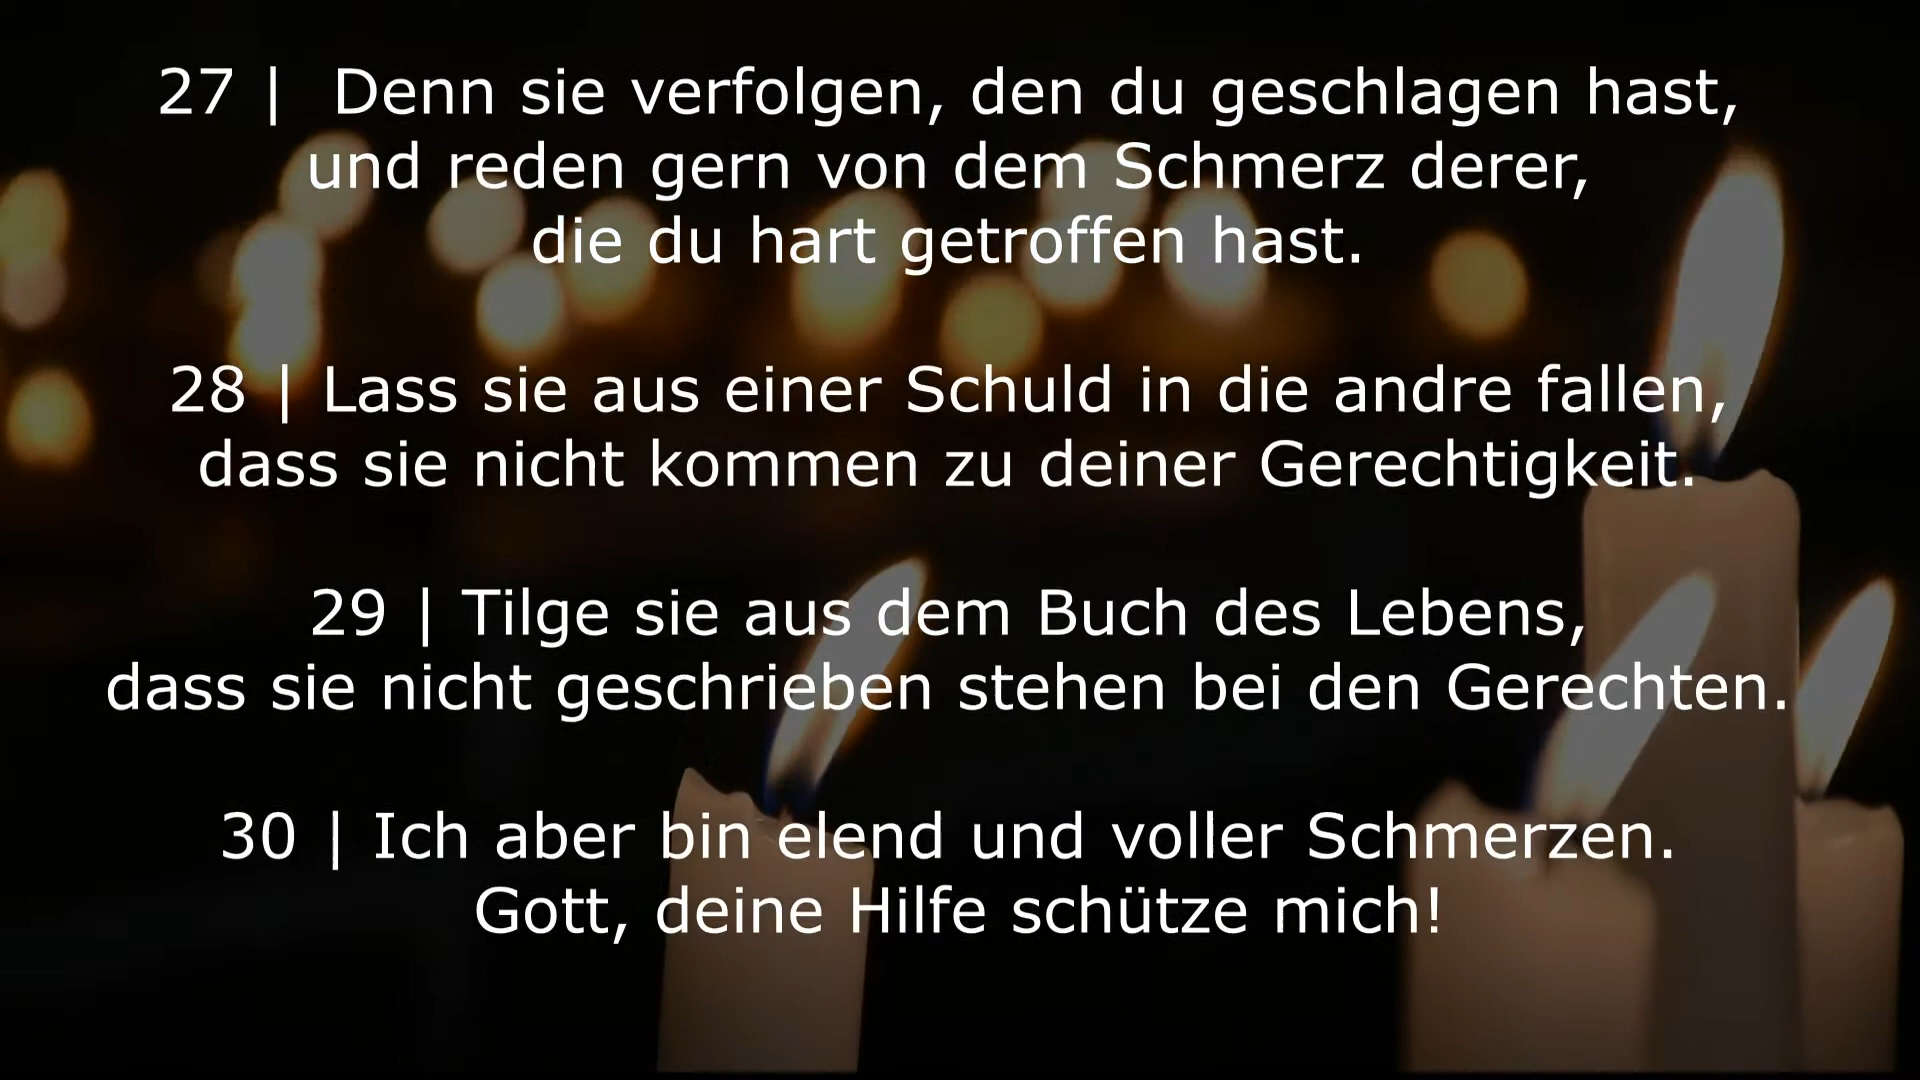 27 |  Denn sie verfolgen, den du geschlagen hast,
und reden gern von dem Schmerz derer,
die du hart getroffen hast.
28 | Lass sie aus einer Schuld in die andre fallen,
dass sie nicht kommen zu deiner Gerechtigkeit.
29 | Tilge sie aus dem Buch des Lebens,
dass sie nicht geschrieben stehen bei den Gerechten.
30 | Ich aber bin elend und voller Schmerzen.
Gott, deine Hilfe schütze mich!